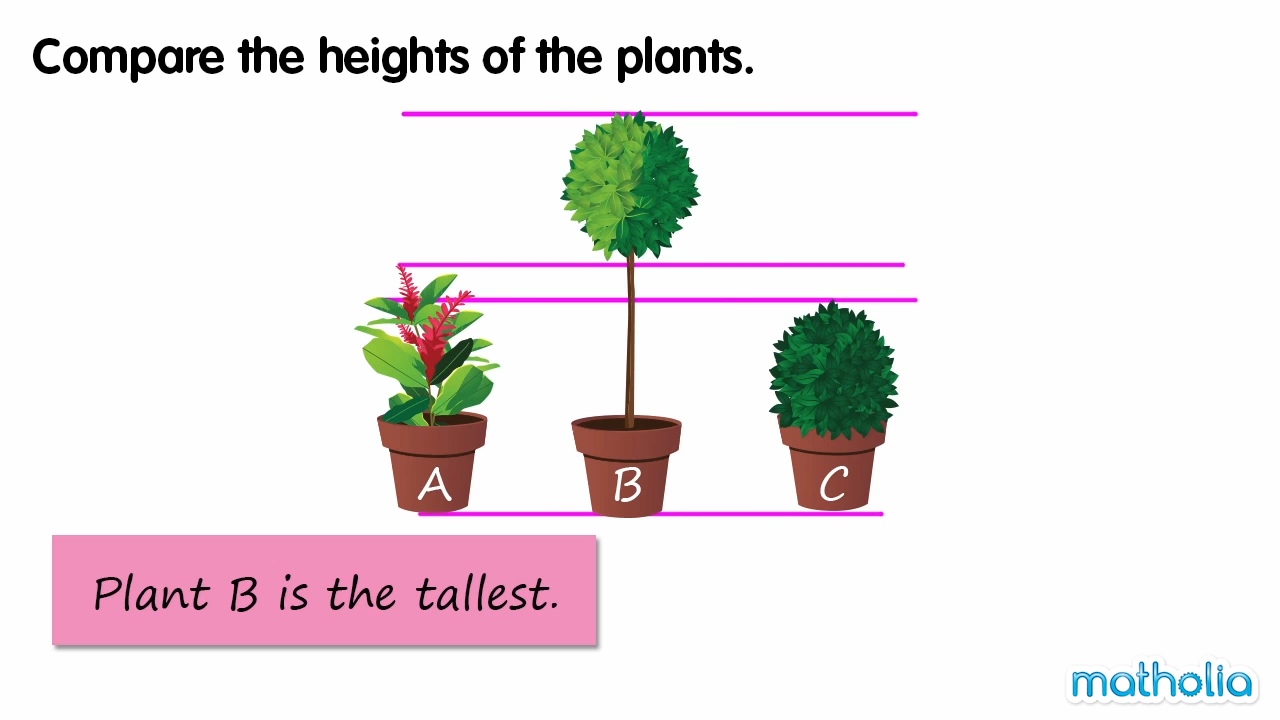 Compare the heights of the plants.
A B C
Plant B is the tallest.
matholia